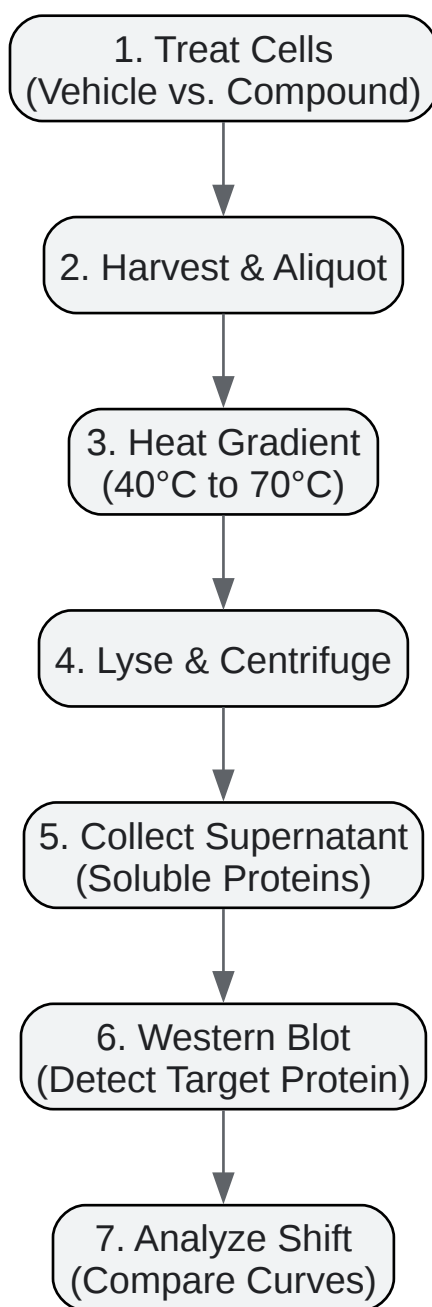 1. Treat Cells
(Vehicle vs. Compound)
2. Harvest & Aliquot
3. Heat Gradient
(40°C to 70°C)
4. Lyse & Centrifuge
5. Collect Supernatant
(Soluble Proteins)
6. Western Blot
(Detect Target Protein)
7. Analyze Shift
(Compare Curves)